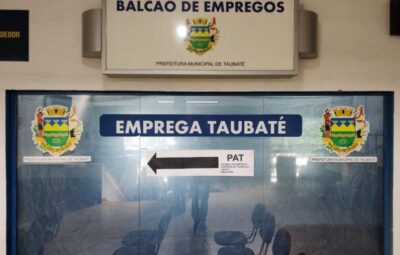 BALCÃO DE EMPREGOS
PREFEITURA MUNICIPAL DE TAUBATÉ
EMPREGA TAUBATÉ
PREFEITURA MUNICIPAL DE TAUBATÉ
PREFEITURA MUNICIPAL DE TAUBATÉ
PAT